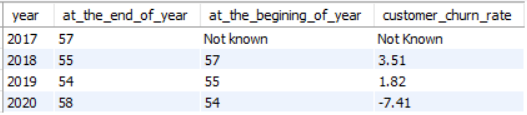 year at_the_end_of_year at_the_begining_of_year customer_churn_rate
2017 57 Not known Not Known
2018 55 57 3.51
2019 54 55 1.82
2020 58 54 -7.41